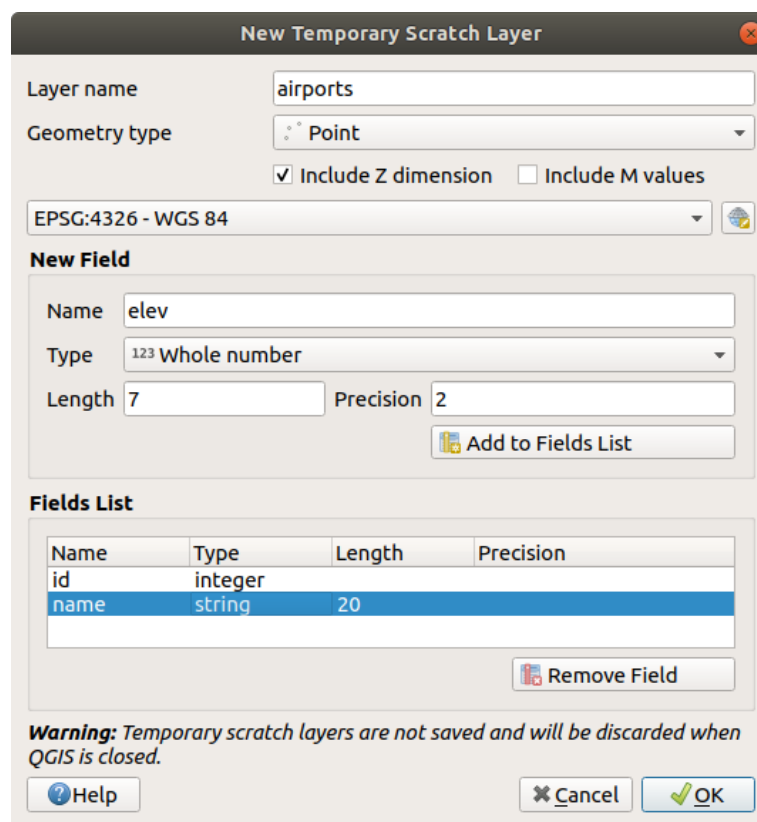 New Temporary Scratch Layer
Layer name airports
Geometry type Point
Include Z dimension Include M values
EPSG:4326 - WGS 84
New Field
Name elev
Type 123 Whole number
Length 7 Precision 2
Add to Fields List
Fields List
Name Type Length Precision
id integer
name string 20
Remove Field
Warning: Temporary scratch layers are not saved and will be discarded when
QGIS is closed.
Help Cancel OK